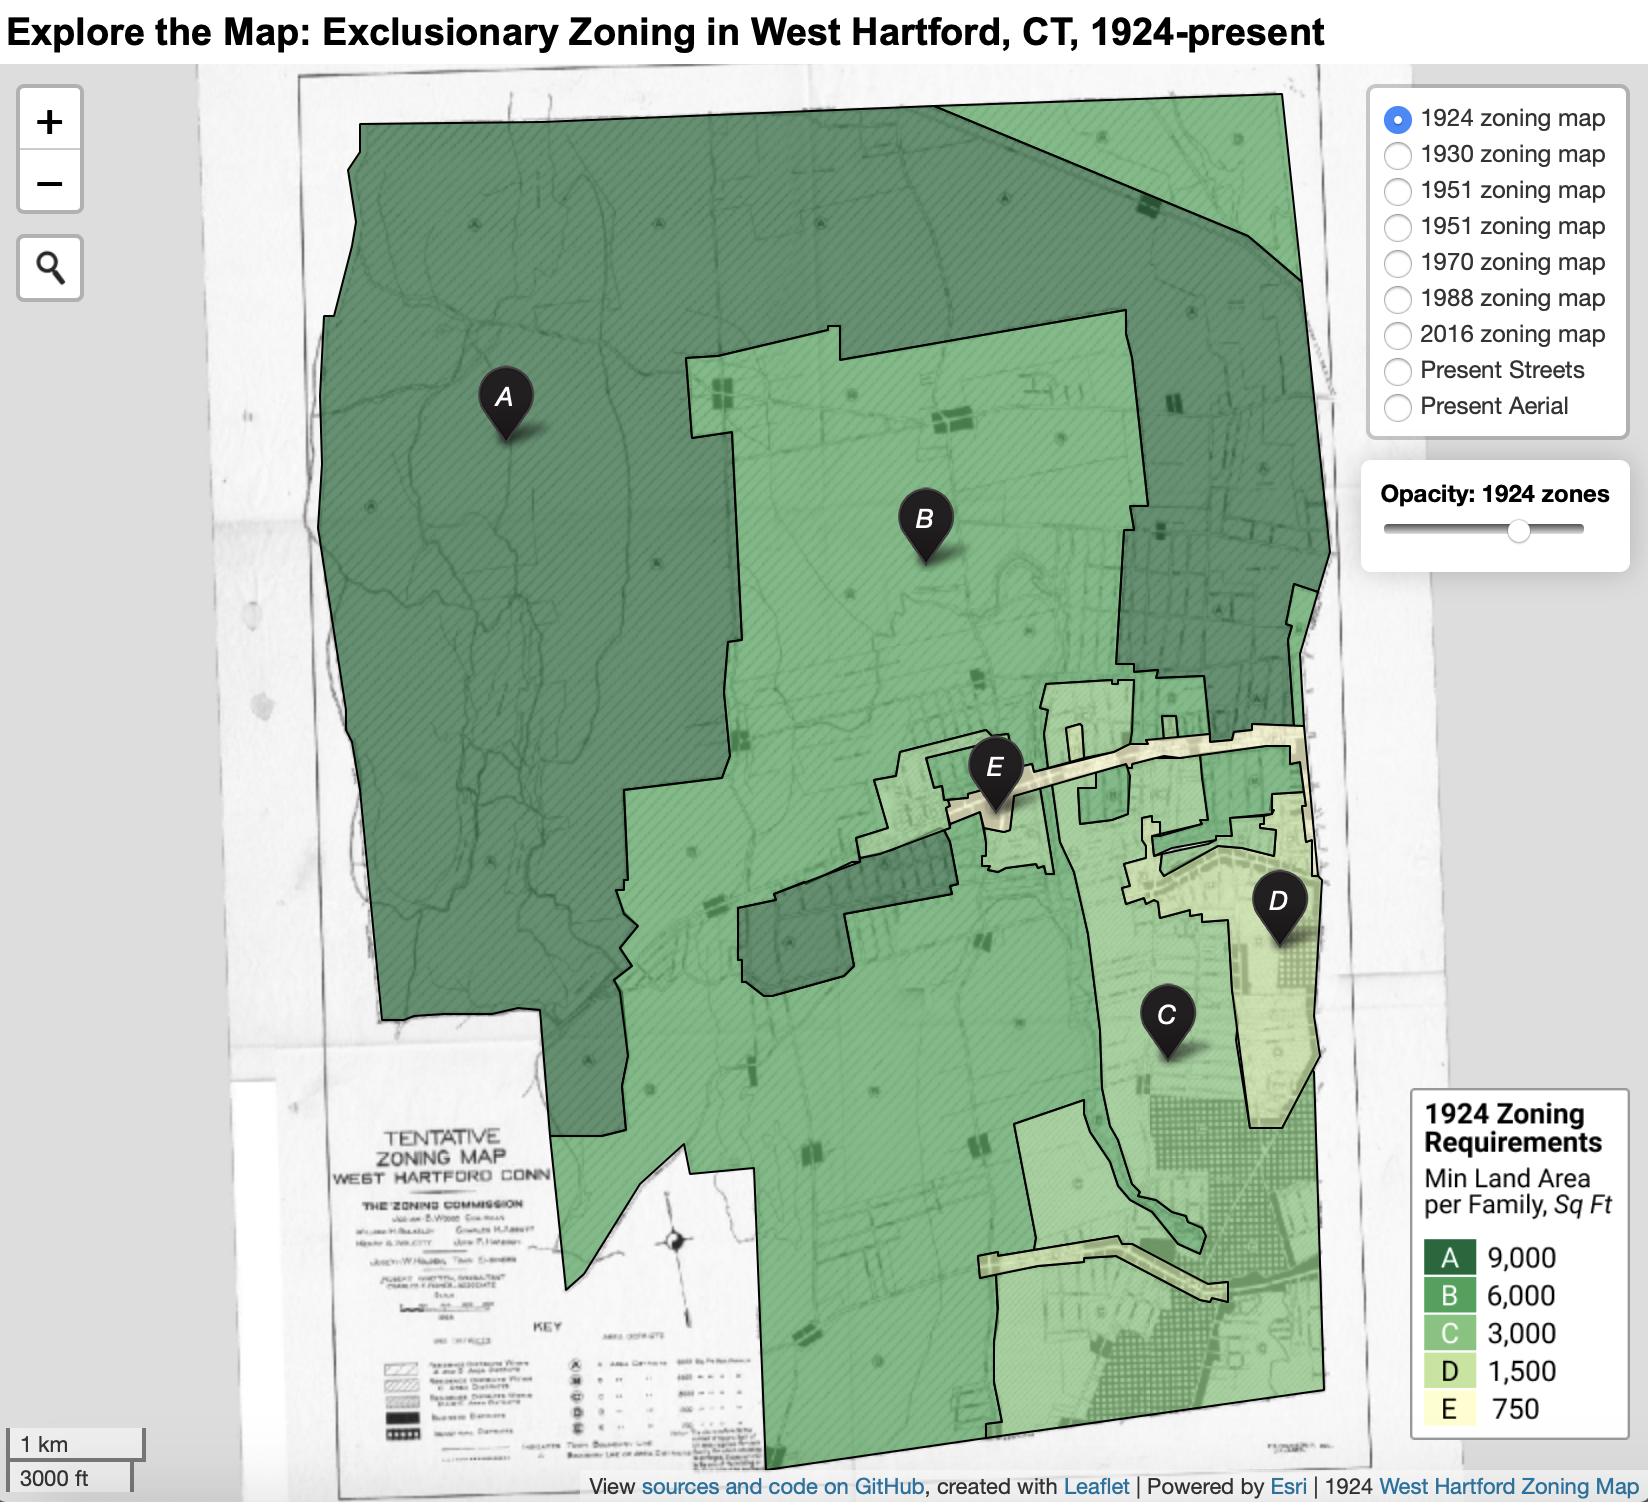 Explore the Map: Exclusionary Zoning in West Hartford, CT, 1924-present
+
−
1924 zoning map
1930 zoning map
1951 zoning map
1951 zoning map
1970 zoning map
1988 zoning map
2016 zoning map
Present Streets
Present Aerial
Opacity: 1924 zones
A
B
E
D
C
TENTATIVE
ZONING MAP
WEST HARTFORD CONN
THE ZONING COMMISSION
KEY
1924 Zoning
Requirements
Min Land Area
per Family, Sq Ft
A 9,000
B 6,000
C 3,000
D 1,500
E 750
1 km
3000 ft
View sources and code on GitHub, created with Leaflet | Powered by Esri | 1924 West Hartford Zoning Map